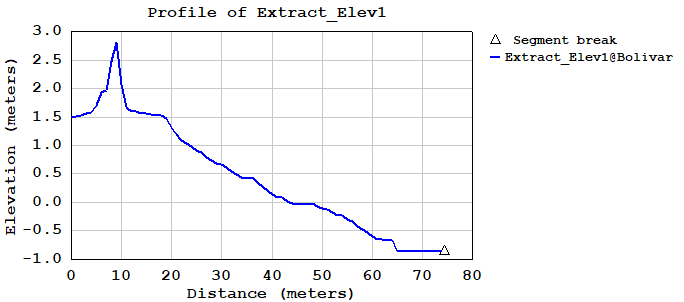 Profile of Extract_Elev1
Segment break
Extract_Elev1@Bolivar
Elevation (meters)
3.0
2.5
2.0
1.5
1.0
0.5
0.0
-0.5
-1.0
0 10 20 30 40 50 60 70 80
Distance (meters)